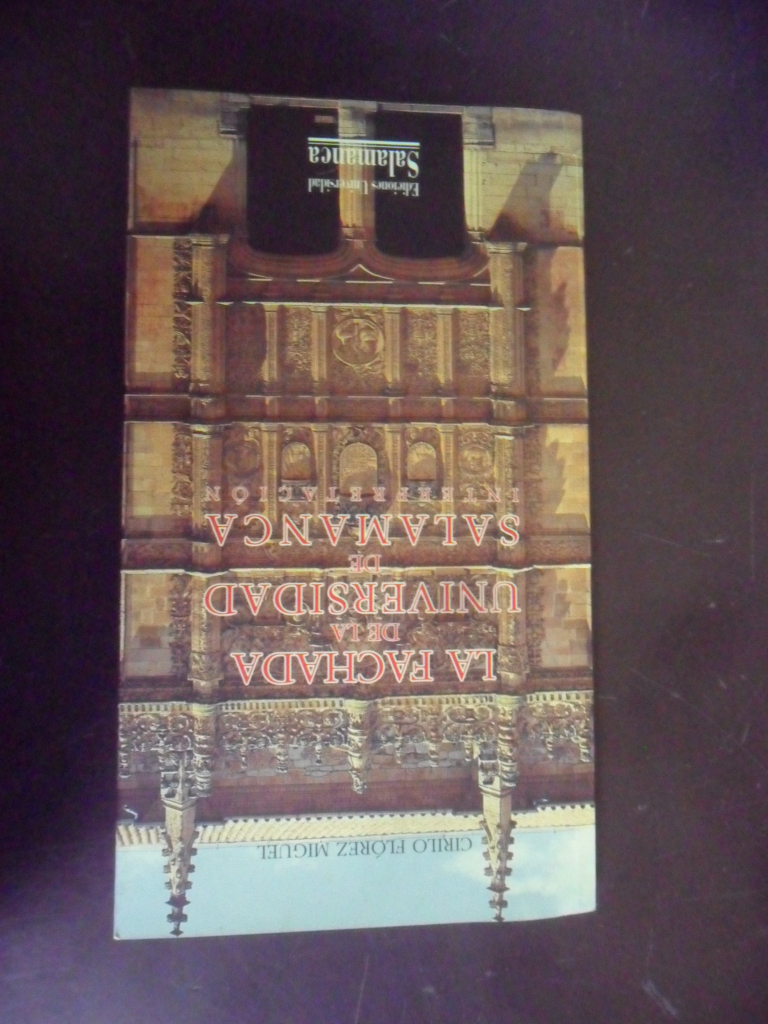 CIRILO FLÓREZ MIGUEL
LA FACHADA
DE LA
UNIVERSIDAD
DE
SALAMANCA
INTERPRETACIÓN
Ediciones Universidad
Salamanca